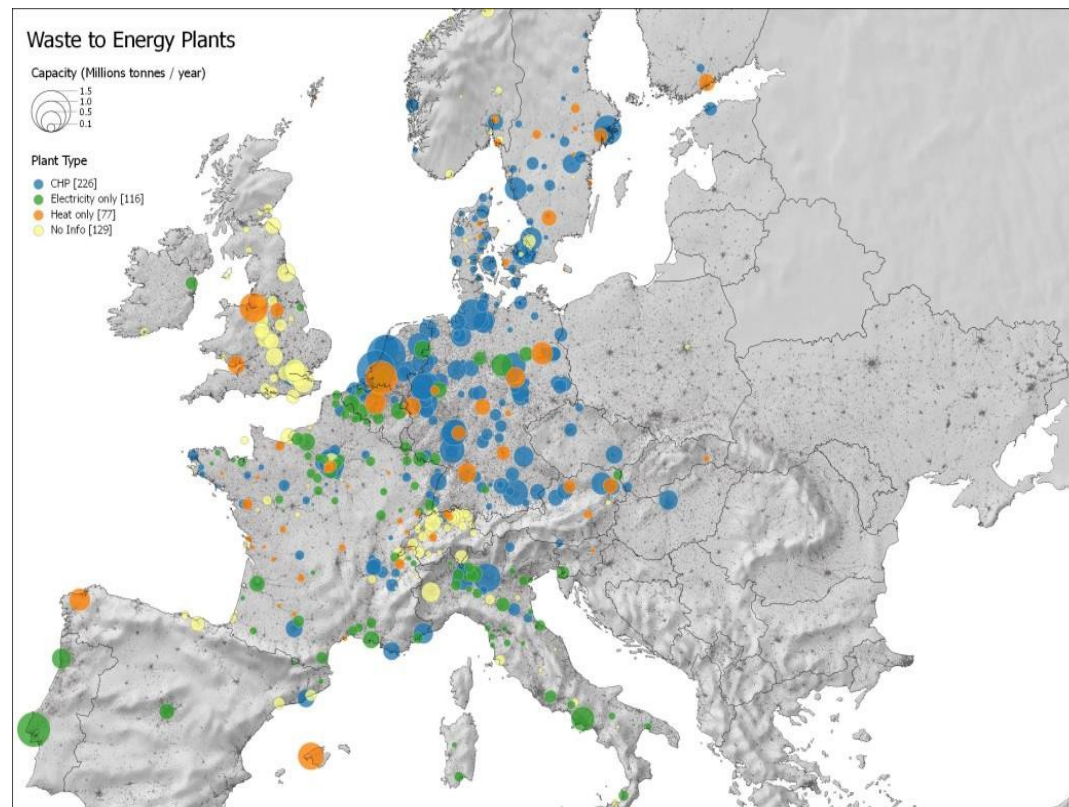 Waste to Energy Plants
Capacity (Millions tonnes / year)
1.5
1.0
0.5
0.1
Plant Type
CHP [226]
Electricity only [116]
Heat only [77]
No Info [129]